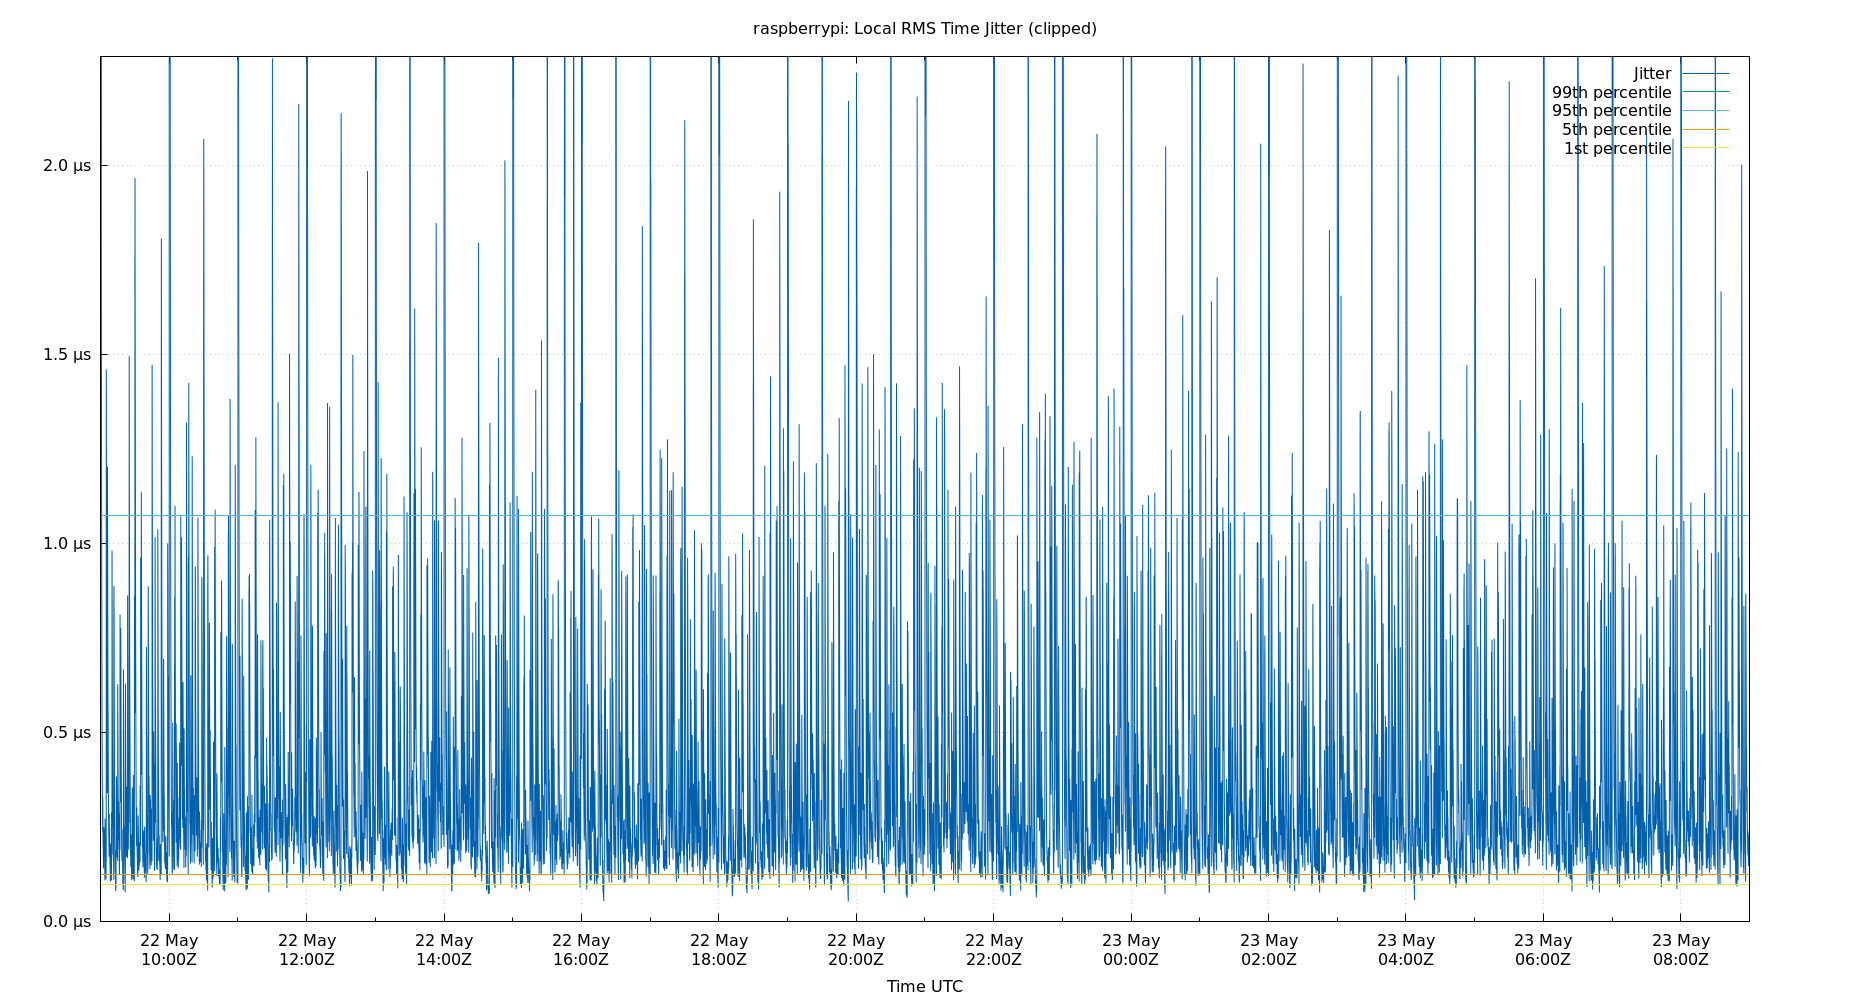 raspberrypi: Local RMS Time Jitter (clipped)
Jitter
99th percentile
95th percentile
5th percentile
1st percentile
2.0 μs
1.5 μs
1.0 μs
0.5 μs
0.0 μs
22 May 22 May 22 May 22 May 22 May 22 May 22 May 23 May 23 May 23 May 23 May 23 May
10:00Z 12:00Z 14:00Z 16:00Z 18:00Z 20:00Z 22:00Z 00:00Z 02:00Z 04:00Z 06:00Z 08:00Z
Time UTC